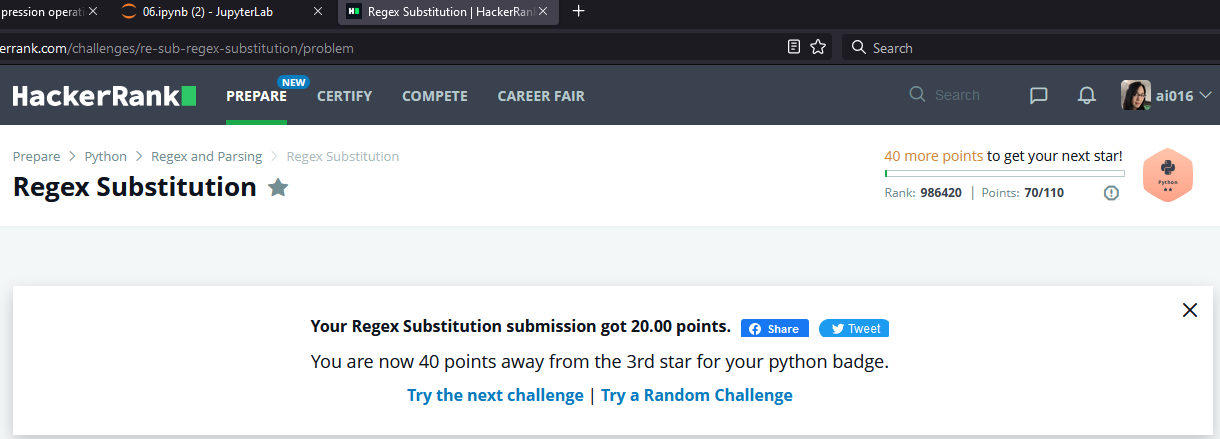 pression operati
06.ipynb (2) - JupyterLab
Regex Substitution | HackerRank
errank.com/challenges/re-sub-regex-substitution/problem
Search
HackerRank
PREPARE
NEW
CERTIFY
COMPETE
CAREER FAIR
Search
ai016
Prepare > Python > Regex and Parsing > Regex Substitution
Regex Substitution
40 more points to get your next star!
Rank: 986420 | Points: 70/110
Python
Your Regex Substitution submission got 20.00 points.
Share
Tweet
You are now 40 points away from the 3rd star for your python badge.
Try the next challenge | Try a Random Challenge